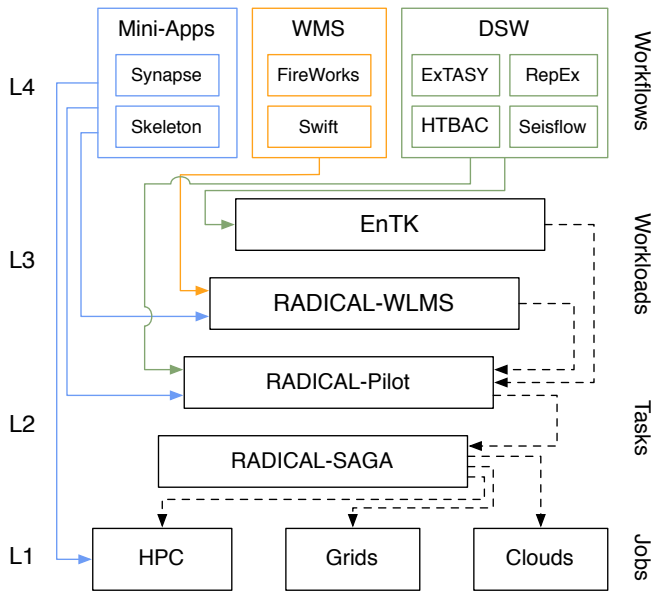 Mini-Apps
WMS
DSW
Synapse
FireWorks
ExTASY
RepEx
L4
Skeleton
Swift
HTBAC
Seisflow
Workflows
EnTK
L3
RADICAL-WLMS
Workloads
RADICAL-Pilot
L2
RADICAL-SAGA
Tasks
L1
HPC
Grids
Clouds
Jobs